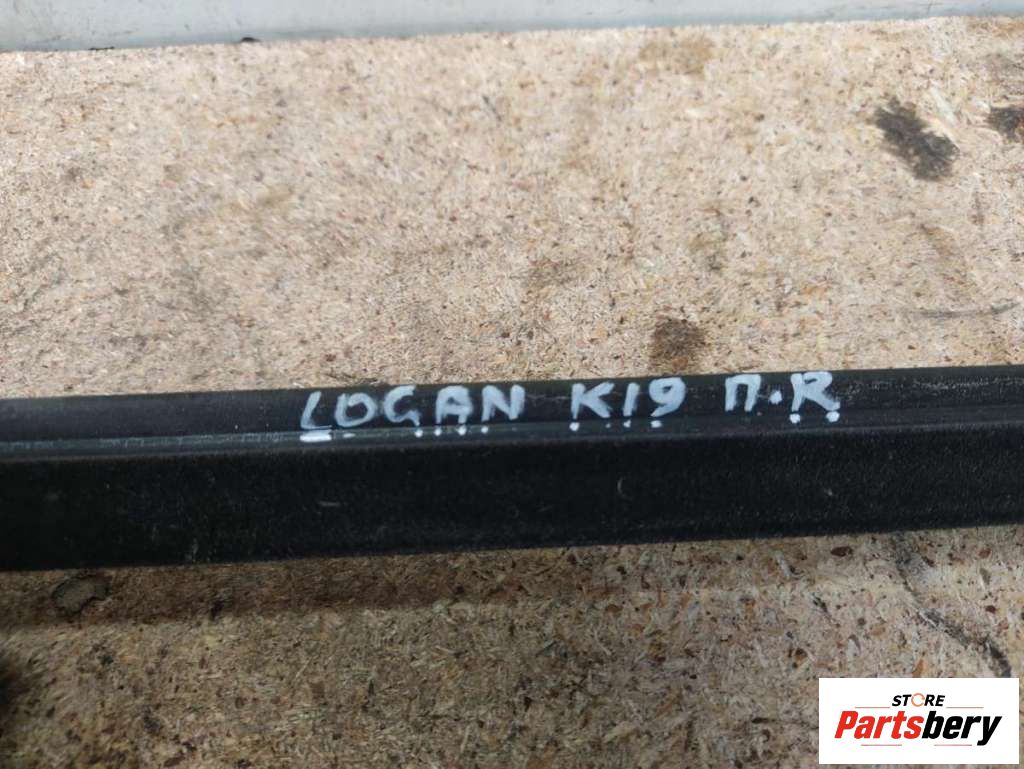 LOGAN K19 П.R
STORE
Partsbery